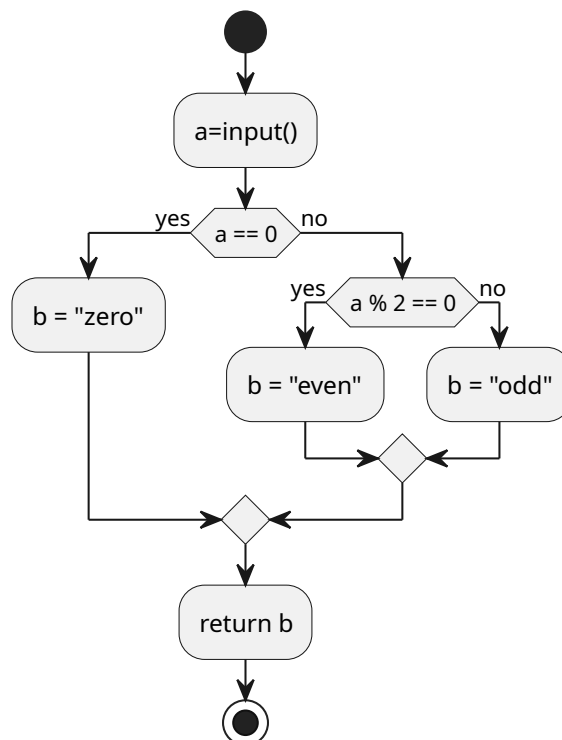 a=input()
yes
a == 0
no
b = "zero"
yes
a % 2 == 0
no
b = "even"
b = "odd"
return b